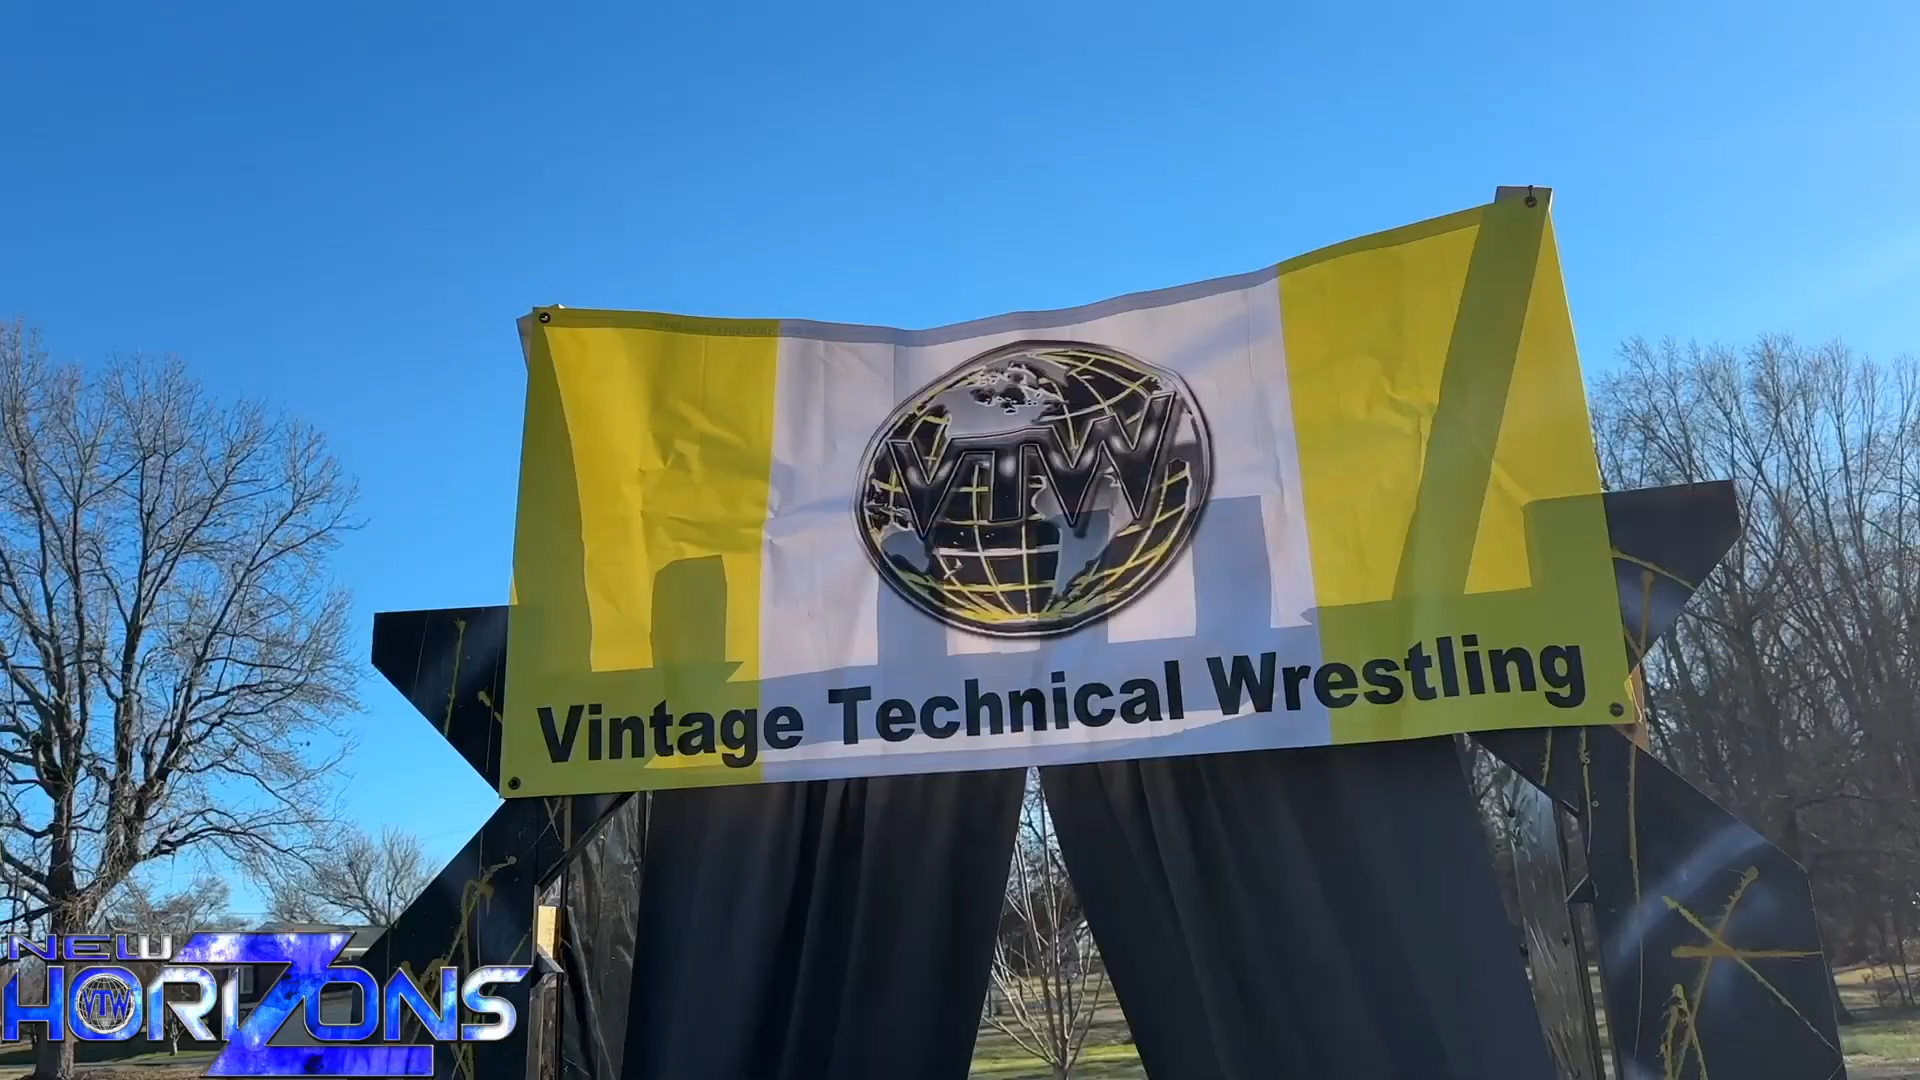 VTW
Vintage Technical Wrestling
NEW
HORIZONS
VTW